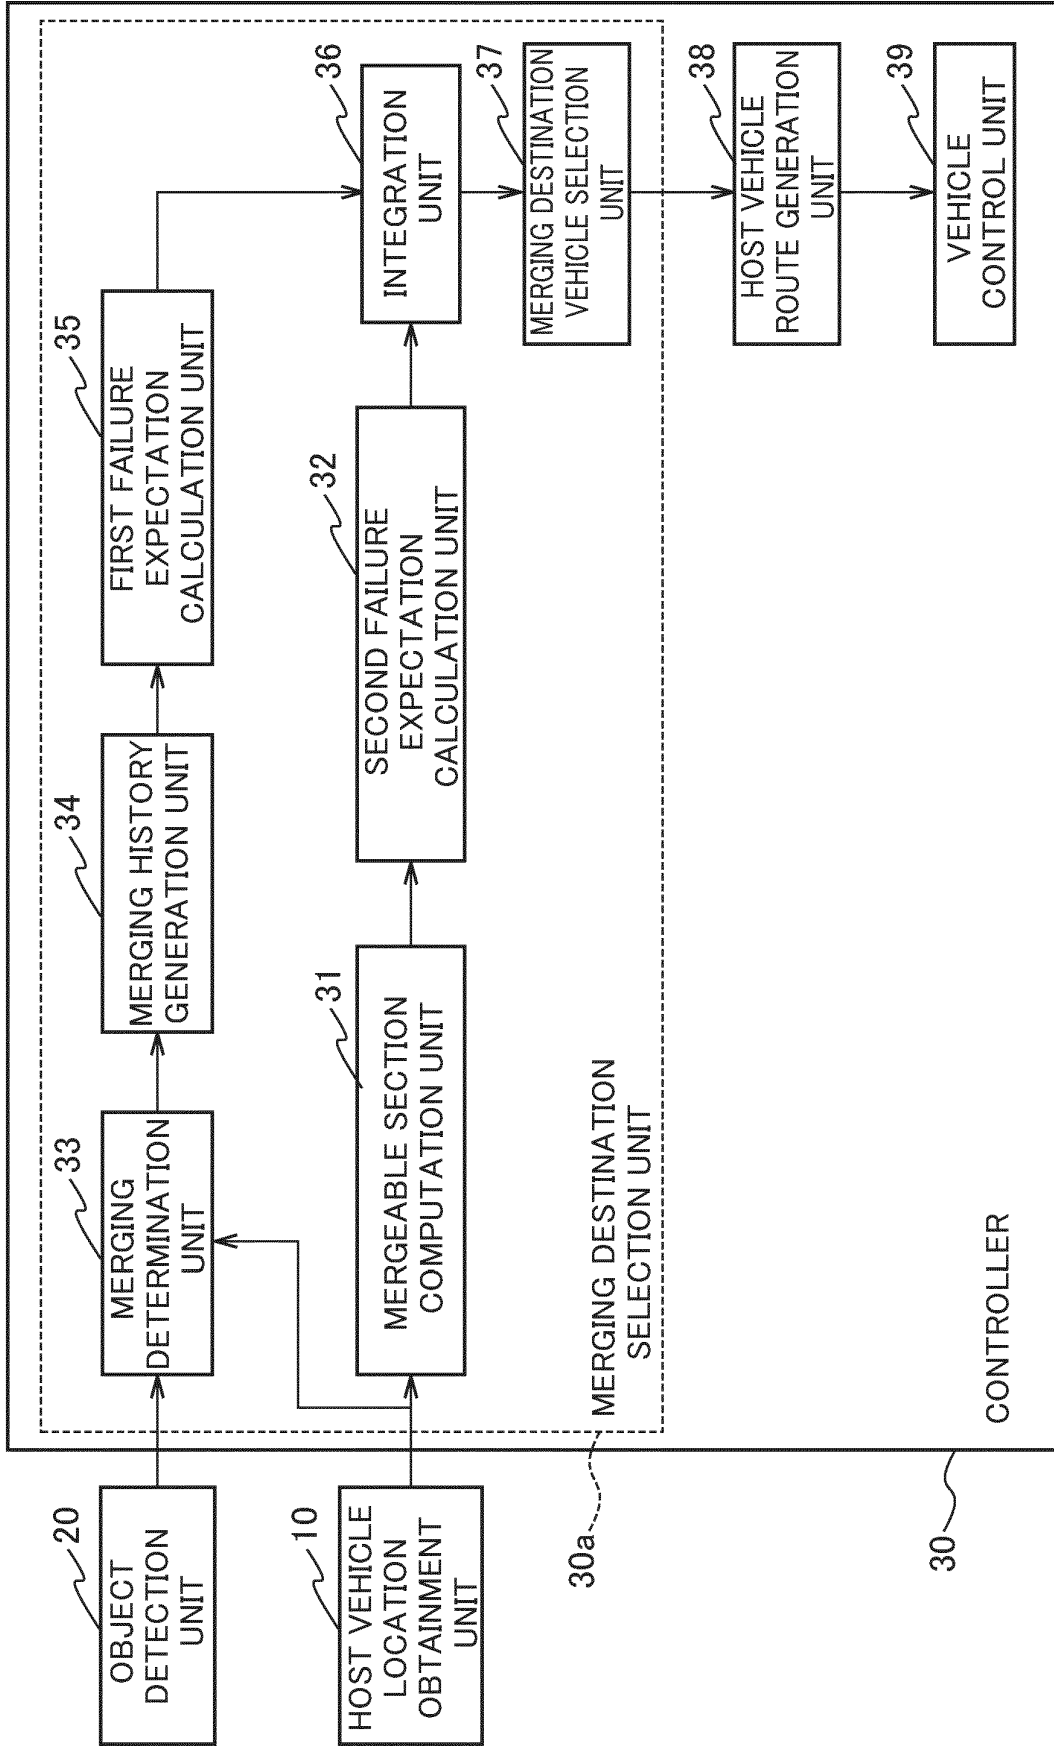 20
OBJECT
DETECTION
UNIT
10
HOST VEHICLE
LOCATION
OBTAINMENT
UNIT
33
MERGING
DETERMINATION
UNIT
34
MERGING HISTORY
GENERATION UNIT
35
FIRST FAILURE
EXPECTATION
CALCULATION UNIT
31
MERGEABLE SECTION
COMPUTATION UNIT
32
SECOND FAILURE
EXPECTATION
CALCULATION UNIT
36
INTEGRATION
UNIT
37
MERGING DESTINATION
VEHICLE SELECTION
UNIT
38
HOST VEHICLE
ROUTE GENERATION
UNIT
39
VEHICLE
CONTROL UNIT
30a
MERGING DESTINATION
SELECTION UNIT
30
CONTROLLER